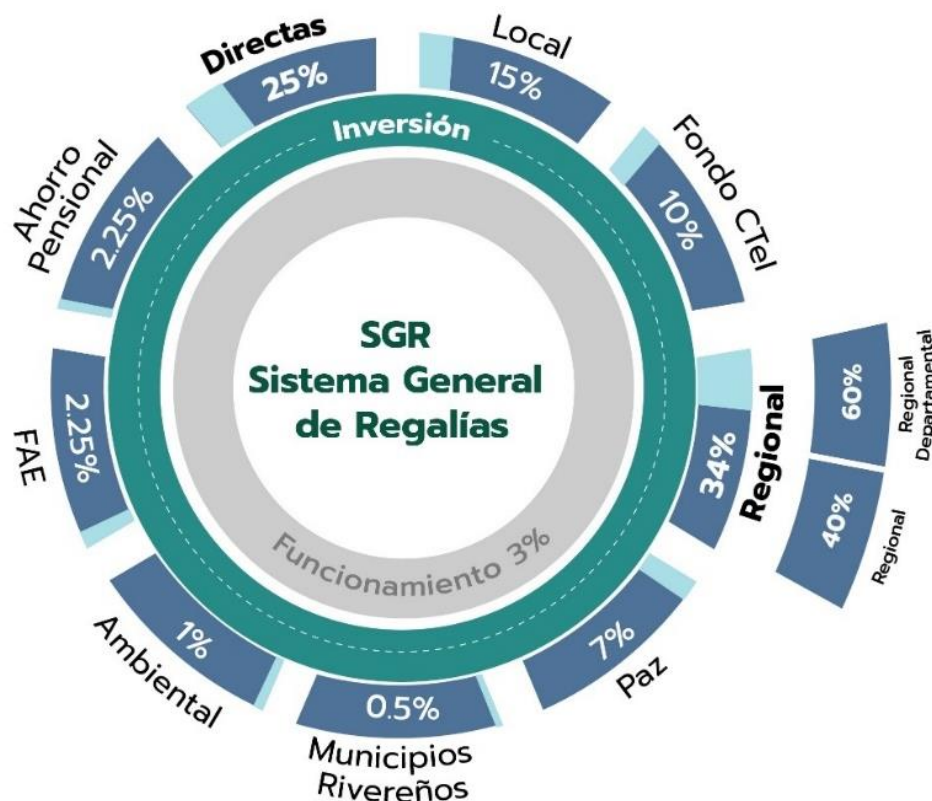 SGR
Sistema General
de Regalías
Inversión
Funcionamiento 3%
Directas
25%
Local
15%
Fondo CTeI
10%
Regional
34%
Regional
Departamental
60%
Regional
40%
Paz
7%
Municipios
Rivereños
0.5%
Ambiental
1%
FAE
2.25%
Ahorro
Pensional
2.25%